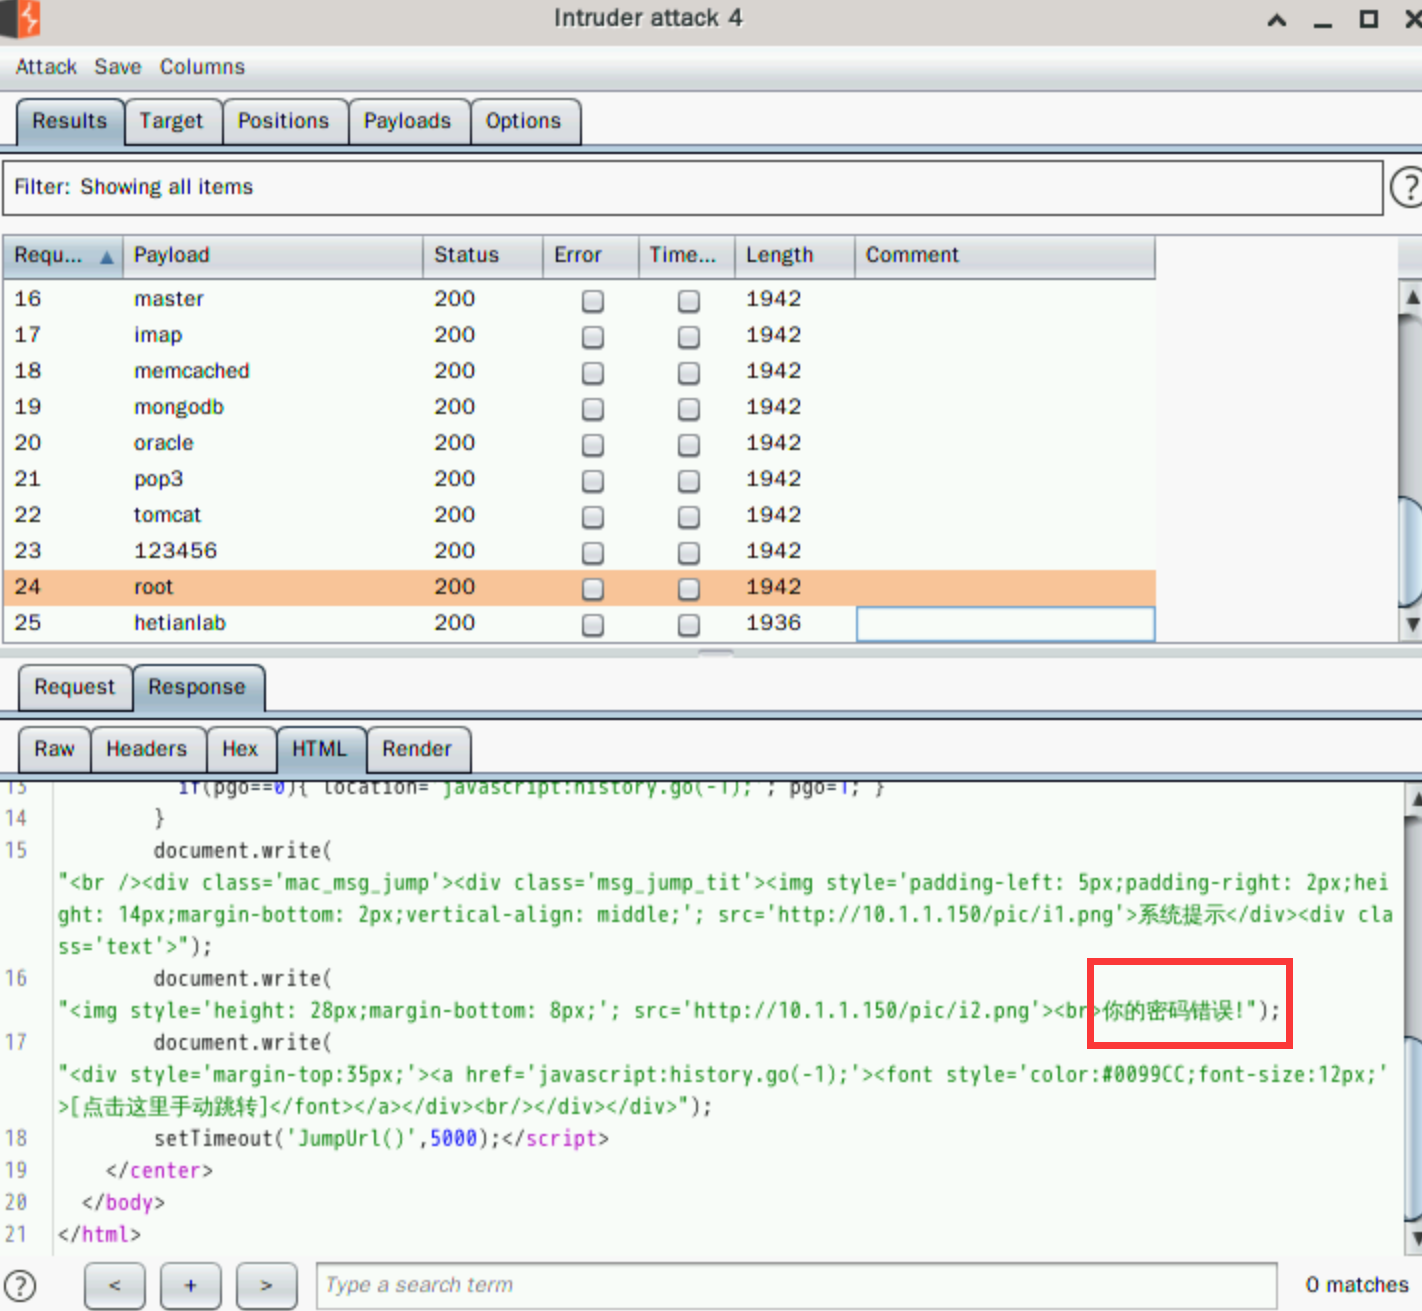 Intruder attack 4
Attack Save Columns
Results Target Positions Payloads Options
Filter: Showing all items
?
Requ... Payload Status Error Time... Length Comment
16 master 200 1942
17 imap 200 1942
18 memcached 200 1942
19 mongodb 200 1942
20 oracle 200 1942
21 pop3 200 1942
22 tomcat 200 1942
23 123456 200 1942
24 root 200 1942
25 hetianlab 200 1936
Request Response
Raw Headers Hex HTML Render
13 if(pgo==0){ location='javascript:history.go(-1);'; pgo=1; }
14 }
15 document.write(
"<br /><div class='mac_msg_jump'><div class='msg_jump_tit'><img style='padding-left: 5px;padding-right: 2px;hei
ght: 14px;margin-bottom: 2px;vertical-align: middle;'; src='http://10.1.1.150/pic/i1.png'>系统提示</div><div cla
ss='text'>");
16 document.write(
"<img style='height: 28px;margin-bottom: 8px;'; src='http://10.1.1.150/pic/i2.png'><br>你的密码错误!");
17 document.write(
"<div style='margin-top:35px;'><a href='javascript:history.go(-1);'><font style='color:#0099CC;font-size:12px;'
>[点击这里手动跳转]</font></a></div><br/></div></div>");
18 setTimeout('JumpUrl()',5000);</script>
19 </center>
20 </body>
21 </html>
? < + > Type a search term 0 matches